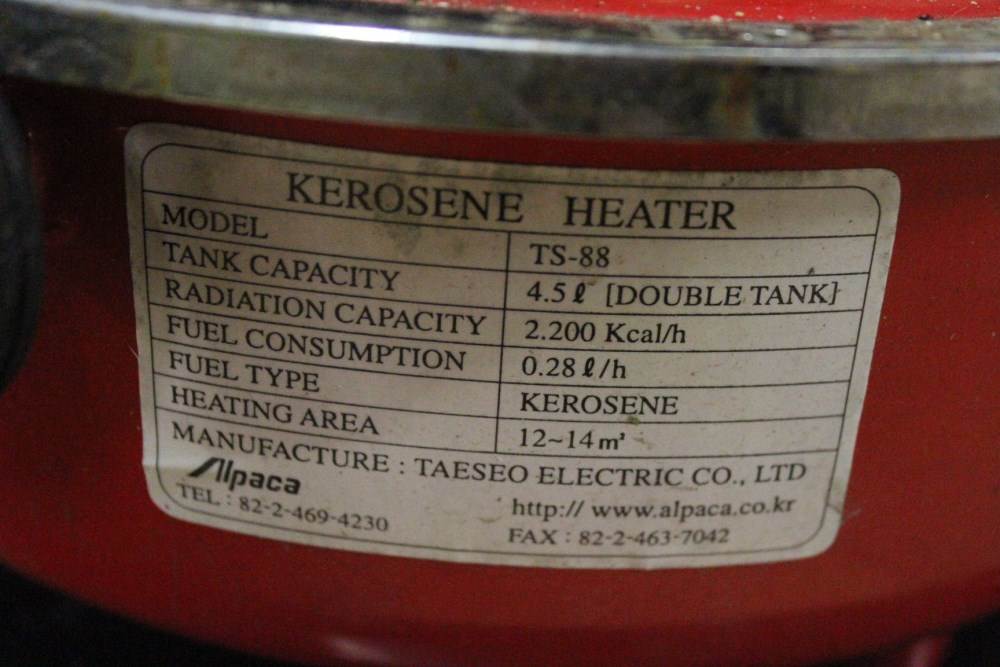 KEROSENE HEATER
MODEL TS-88
TANK CAPACITY 4.5ℓ [DOUBLE TANK]
RADIATION CAPACITY 2.200 Kcal/h
FUEL CONSUMPTION 0.28ℓ/h
FUEL TYPE KEROSENE
HEATING AREA 12~14㎡
MANUFACTURE : TAESEO ELECTRIC CO., LTD
Alpaca http:// www.alpaca.co.kr
TEL : 82-2-469-4230 FAX : 82-2-463-7042